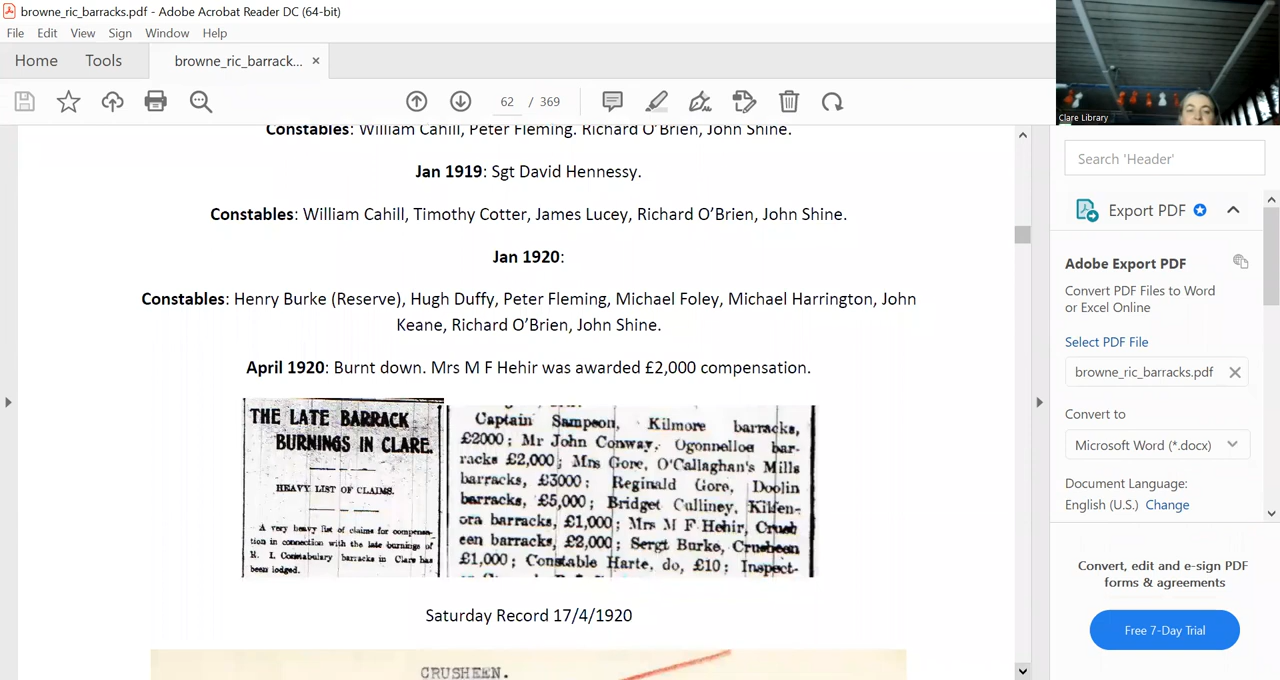 browne_ric_barracks.pdf - Adobe Acrobat Reader DC (64-bit)
File Edit View Sign Window Help
Home Tools browne_ric_barrack... ×
62 / 369
Constables: William Cahill, Peter Fleming. Richard O'Brien, John Shine.
Jan 1919: Sgt David Hennessy.
Constables: William Cahill, Timothy Cotter, James Lucey, Richard O'Brien, John Shine.
Jan 1920:
Constables: Henry Burke (Reserve), Hugh Duffy, Peter Fleming, Michael Foley, Michael Harrington, John
Keane, Richard O'Brien, John Shine.
April 1920: Burnt down. Mrs M F Hehir was awarded £2,000 compensation.
THE LATE BARRACK
BURNINGS IN CLARE.
HEAVY LIST OF CLAIMS.
A very heavy list of claims for compensa-
tion in connection with the late burnings of
R. I. Constabulary barracks in Clare has
been lodged.
Captain Sampson, Kilmore barracks,
£2000; Mr John Conway, Ogonnelloe bar-
racks £2,000; Mrs Gore, O'Callaghan's Mills
barracks, £3000; Reginald Gore, Doolin
barracks, £5,000; Bridget Culliney, Kilfen-
ora barracks, £1,000; Mrs M F Hehir, Crush
een barracks, £2,000; Sergt Burke, Crusheen
£1,000; Constable Harte, do, £10; Inspect-
Saturday Record 17/4/1920
CRUSHEEN.
Clare Library
Search 'Header'
Export PDF
Adobe Export PDF
Convert PDF Files to Word
or Excel Online
Select PDF File
browne_ric_barracks.pdf
Convert to
Microsoft Word (*.docx)
Document Language:
English (U.S.) Change
Convert, edit and e-sign PDF
forms & agreements
Free 7-Day Trial